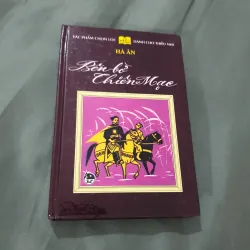 TÁC PHẨM CHỌN LỌC
DÀNH CHO THIẾU NHI
HÀ ÂN
Bên bờ
Thiên Mạc